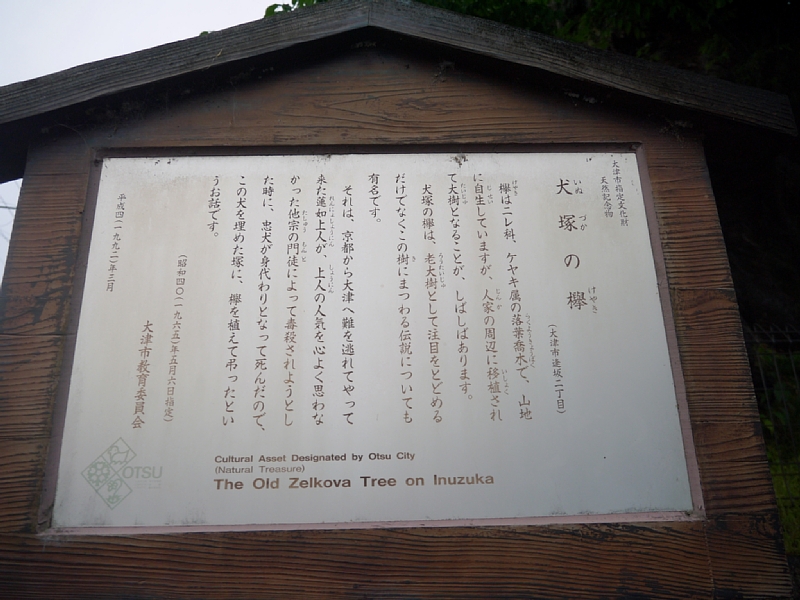 大津市指定文化財
天然記念物
犬塚の欅
いぬ づか けやき
(大津市逢坂二丁目)
欅はニレ科、ケヤキ属の落葉喬木で、山地
に自生していますが、人家の周辺に移植され
て大樹となることが、しばしばあります。
犬塚の欅は、老大樹として注目をとどめる
だけでなくこの樹にまつわる伝説についても
有名です。
それは、京都から大津へ難を逃れてやって
来た蓮如上人が、上人の人気を心よく思わな
かった他宗の門徒によって毒殺されようとし
た時に、忠犬が身代わりとなって死んだので、
この犬を埋めた塚に、欅を植えて弔ったとい
うお話です。
(昭和四〇(一九六五)年五月六日指定)
大津市教育委員会
平成四(一九九二)年三月
Cultural Asset Designated by Otsu City
(Natural Treasure)
The Old Zelkova Tree on Inuzuka
OTSU